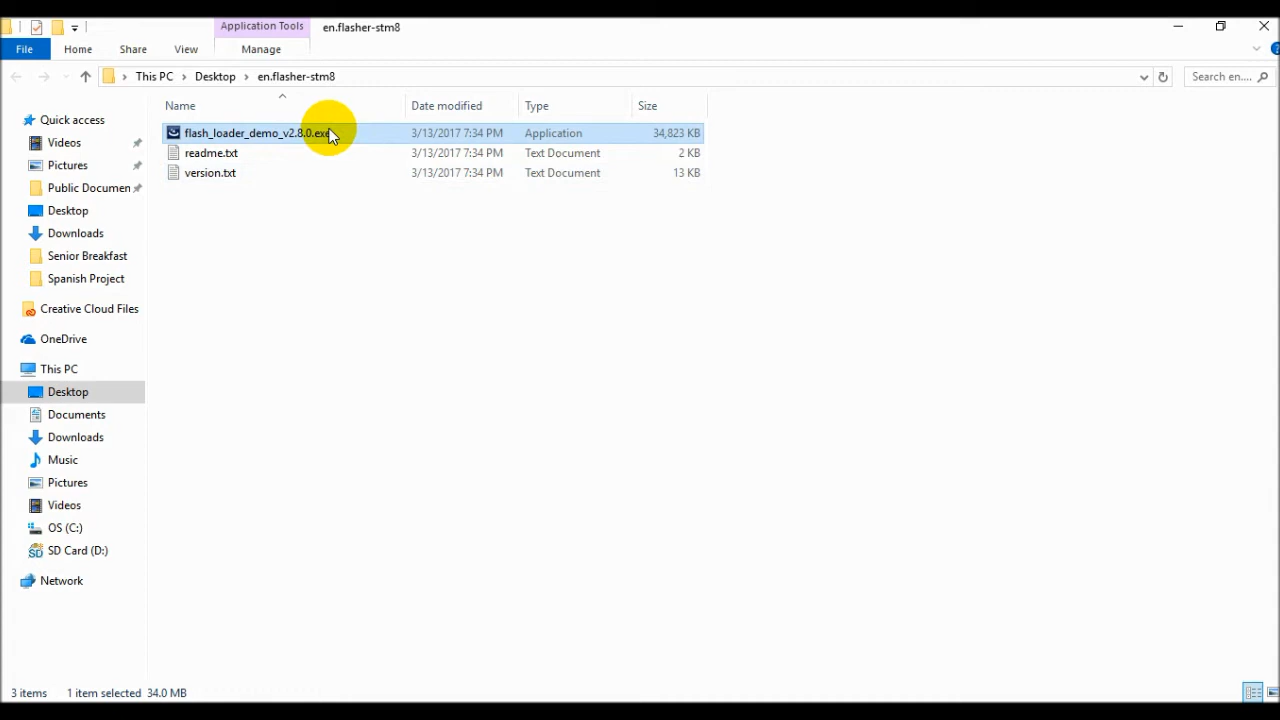 Application Tools en.flasher-stm8
File Home Share View Manage
This PC > Desktop > en.flasher-stm8 Search en....
Name Date modified Type Size
Quick access
Videos
Pictures
Public Documen
Desktop
Downloads
Senior Breakfast
Spanish Project
Creative Cloud Files
OneDrive
This PC
Desktop
Documents
Downloads
Music
Pictures
Videos
OS (C:)
SD Card (D:)
Network
flash_loader_demo_v2.8.0.exe 3/13/2017 7:34 PM Application 34,823 KB
readme.txt 3/13/2017 7:34 PM Text Document 2 KB
version.txt 3/13/2017 7:34 PM Text Document 13 KB
3 items 1 item selected 34.0 MB